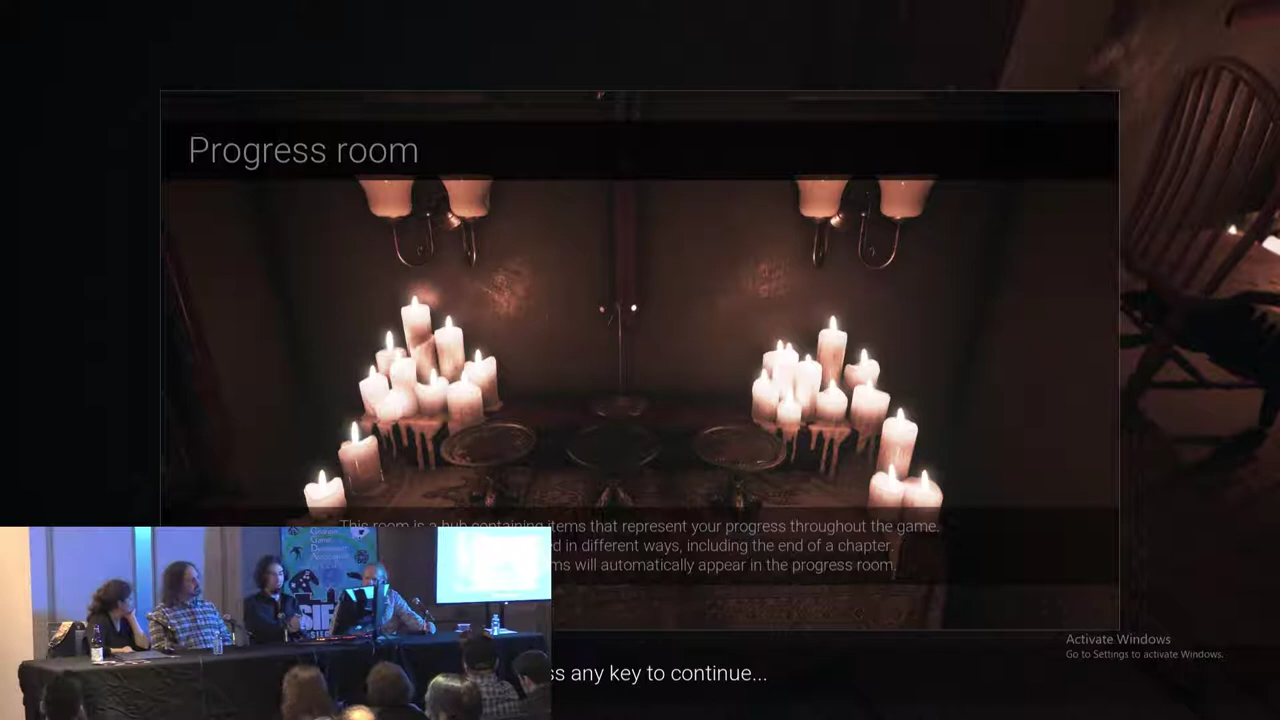 Progress room
This room is a hub containing items that represent your progress throughout the game.
in different ways, including the end of a chapter.
will automatically appear in the progress room.
any key to continue...
Activate Windows
Go to Settings to activate Windows.
Game